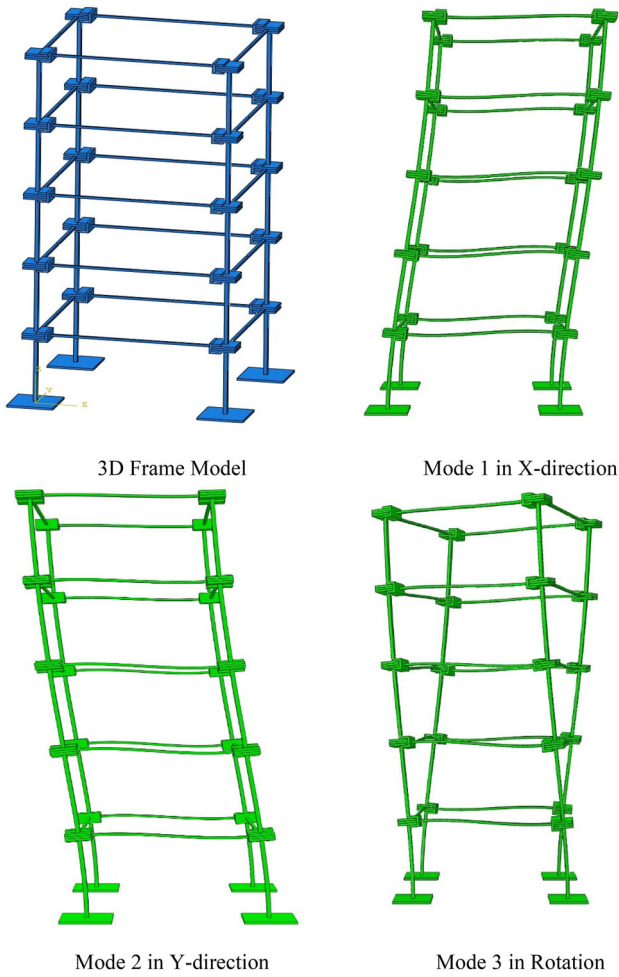 Z
Y
X
3D Frame Model
Mode 1 in X-direction
Mode 2 in Y-direction
Mode 3 in Rotation